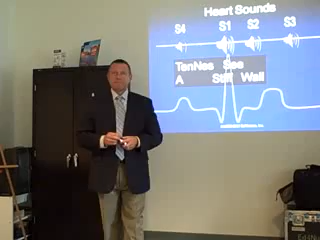 Heart Sounds
S4 S1 S2 S3
TenNes See
A Stiff Wall